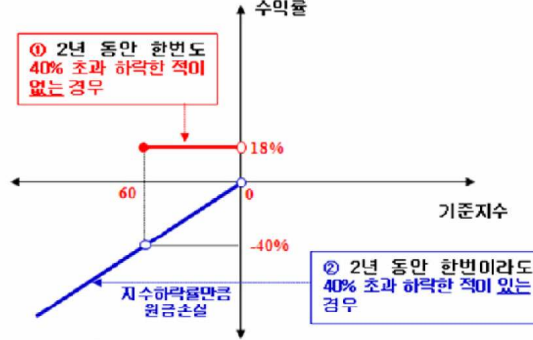 수익률
① 2년 동안 한번도
40% 초과 하락한 적이
없는 경우
18%
60
0
기준지수
-40%
② 2년 동안 한번이라도
40% 초과 하락한 적이 있는
경우
지수하락률만큼
원금손실